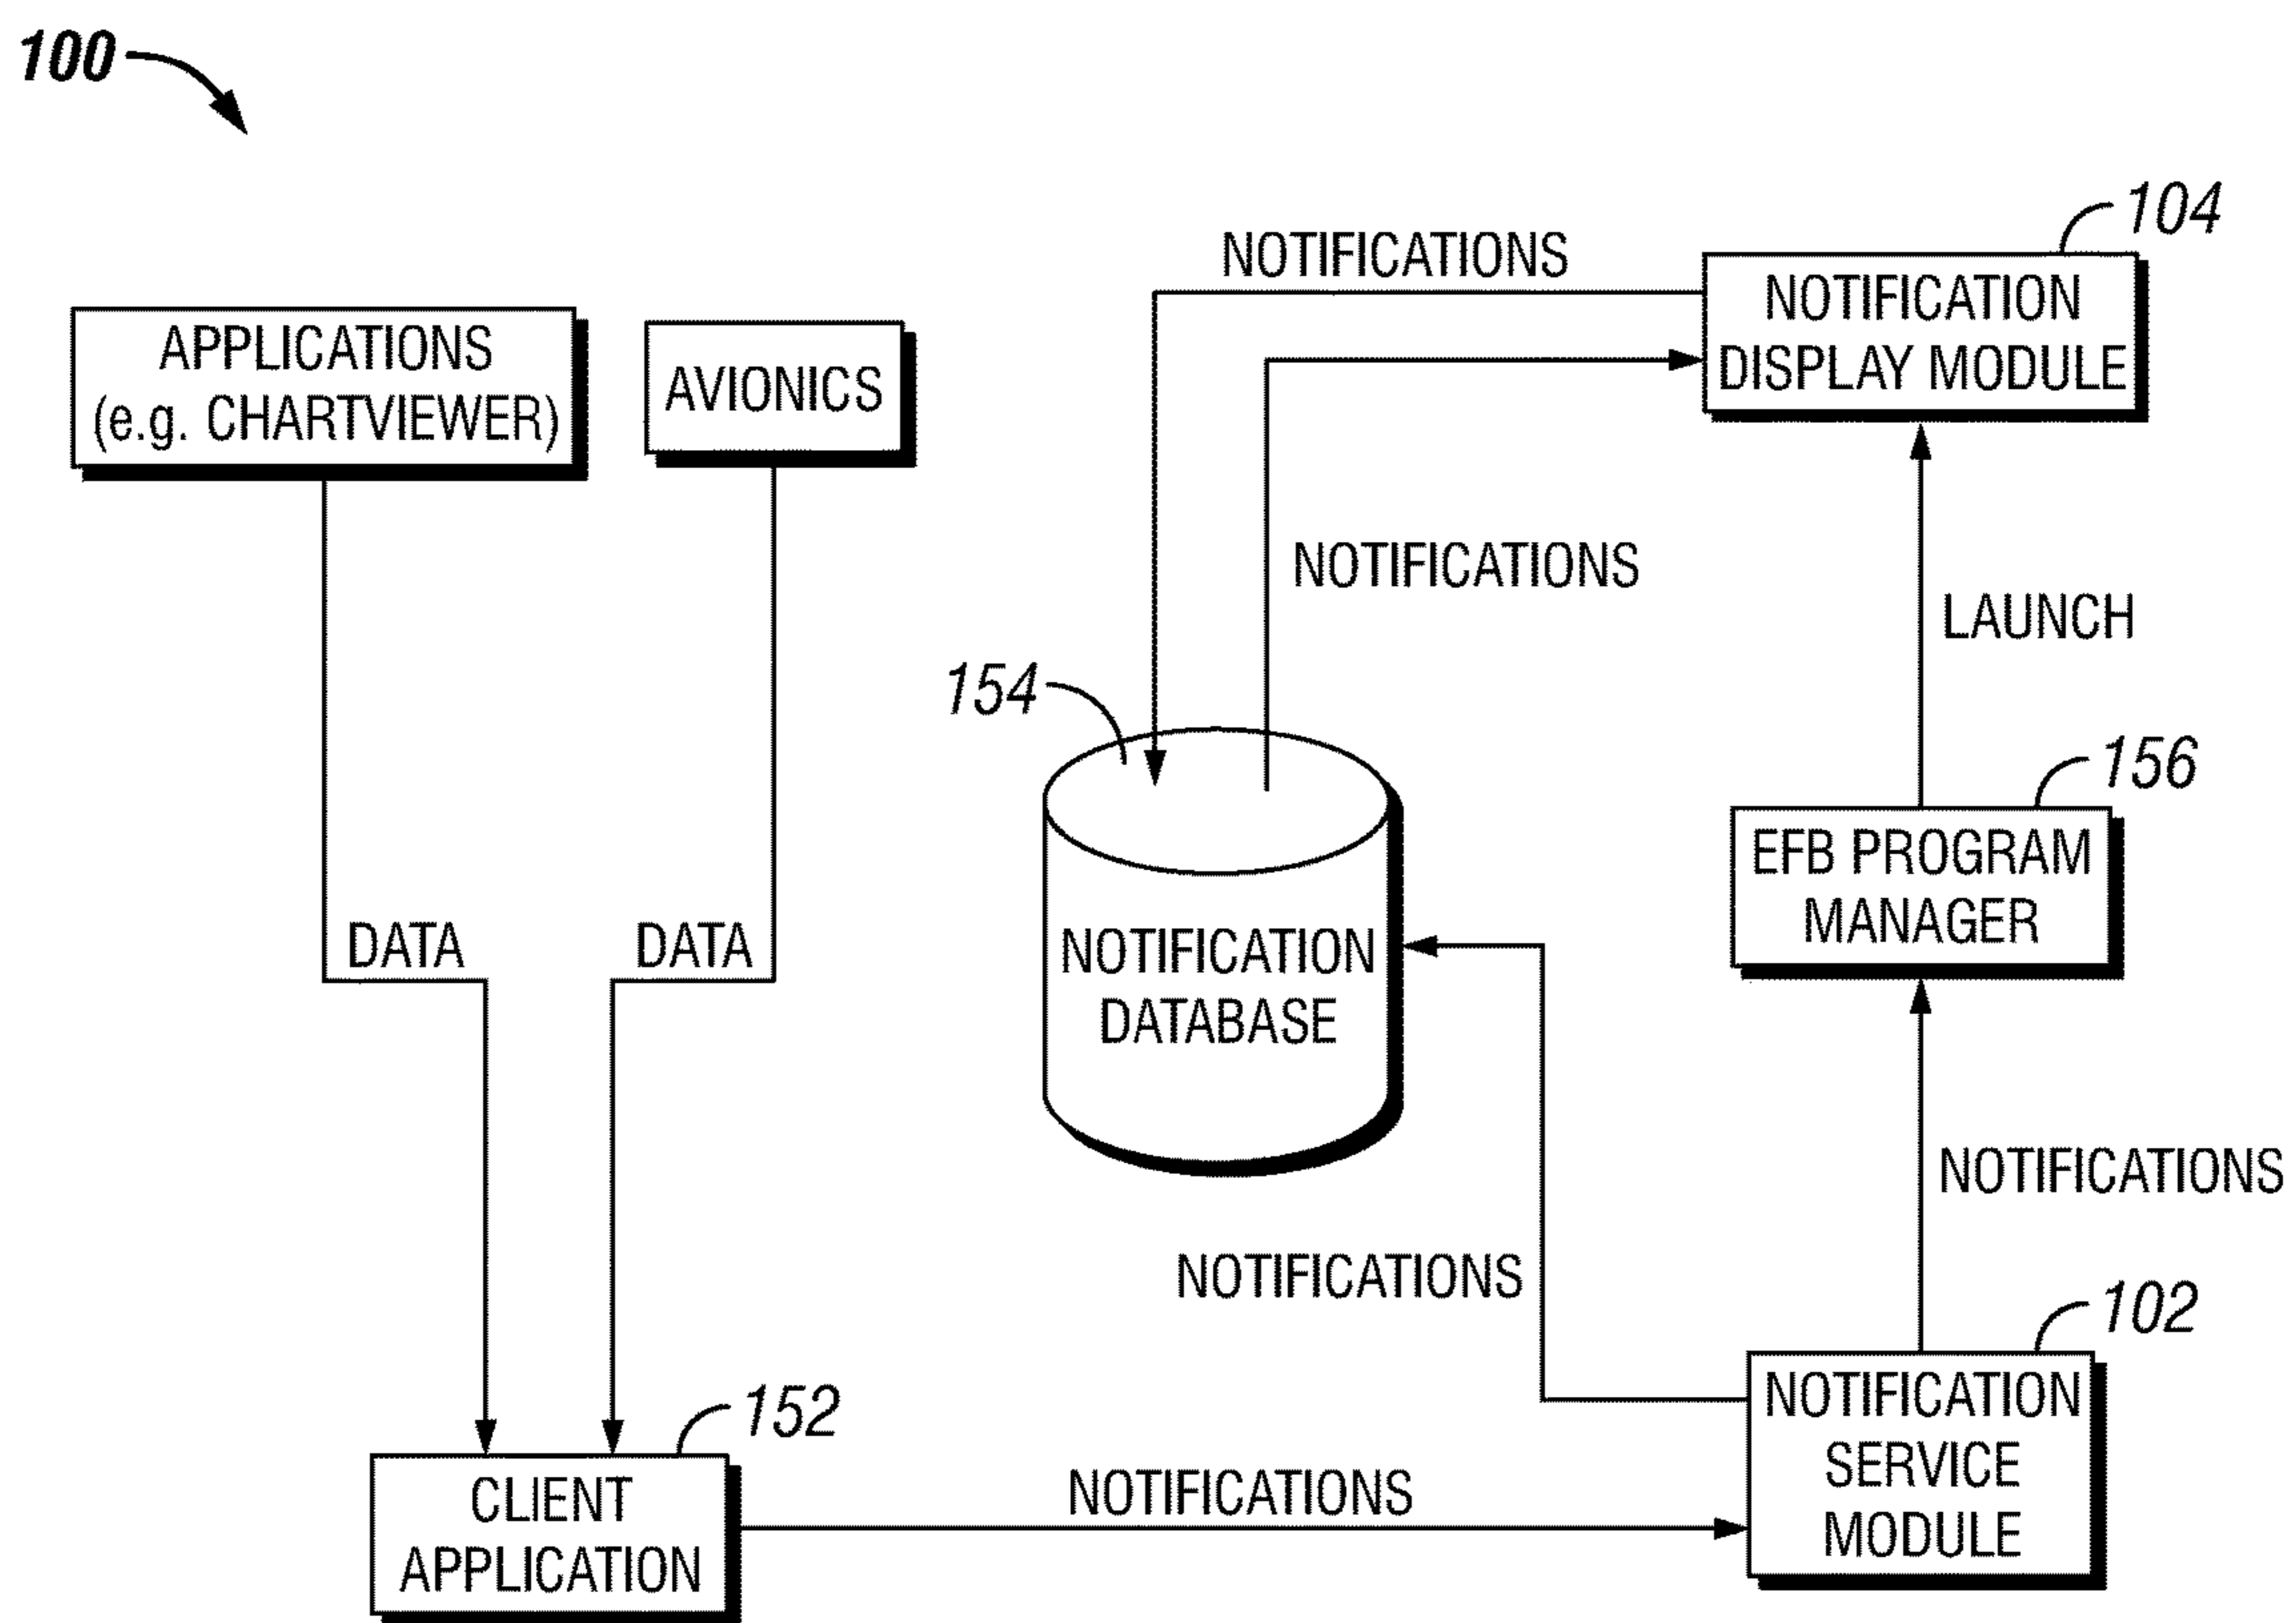 100
104
NOTIFICATIONS
NOTIFICATION
DISPLAY MODULE
APPLICATIONS
(e.g. CHARTVIEWER)
AVIONICS
NOTIFICATIONS
LAUNCH
154
156
EFB PROGRAM
MANAGER
DATA
DATA
NOTIFICATION
DATABASE
NOTIFICATIONS
NOTIFICATIONS
102
NOTIFICATION
SERVICE
MODULE
152
CLIENT
APPLICATION
NOTIFICATIONS